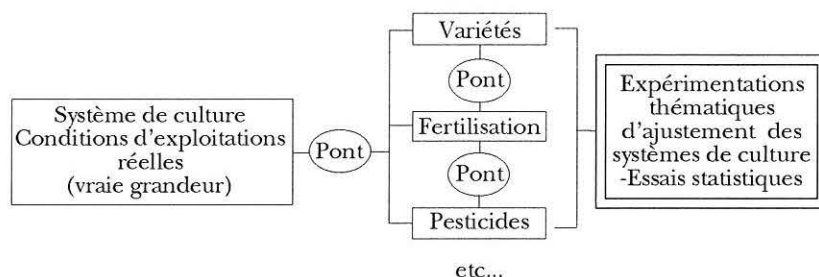 Système de culture
Conditions d'exploitations
réelles
(vraie grandeur)
Pont
Variétés
Pont
Fertilisation
Pont
Pesticides
etc...
Expérimentations
thématiques
d'ajustement des
systèmes de culture
-Essais statistiques